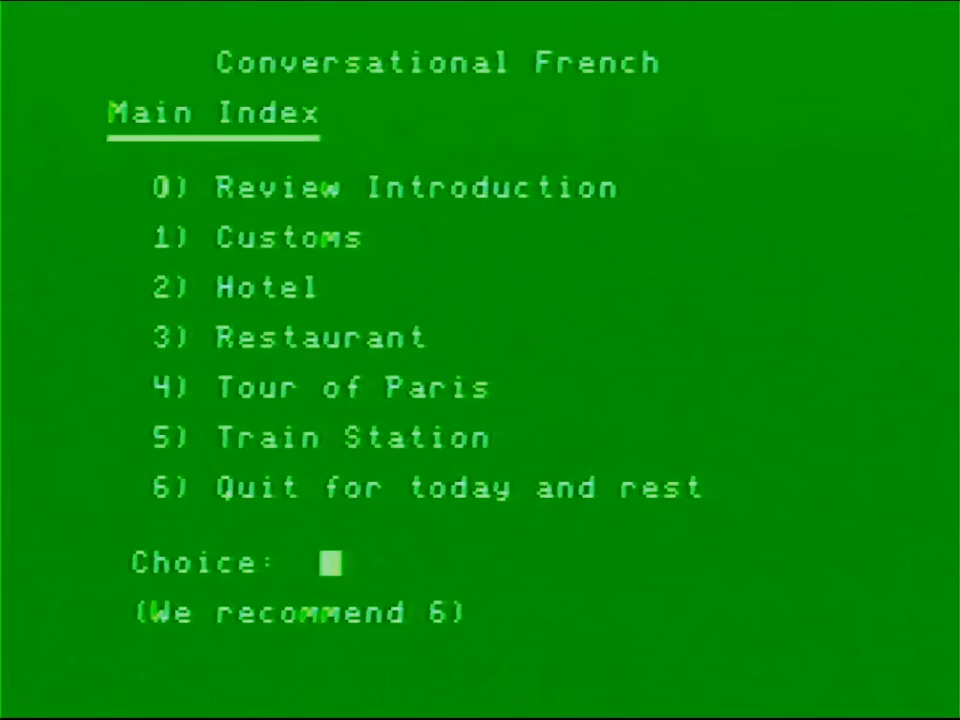 Conversational French
Main Index
0) Review Introduction
1) Customs
2) Hotel
3) Restaurant
4) Tour of Paris
5) Train Station
6) Quit for today and rest
Choice:
(We recommend 6)